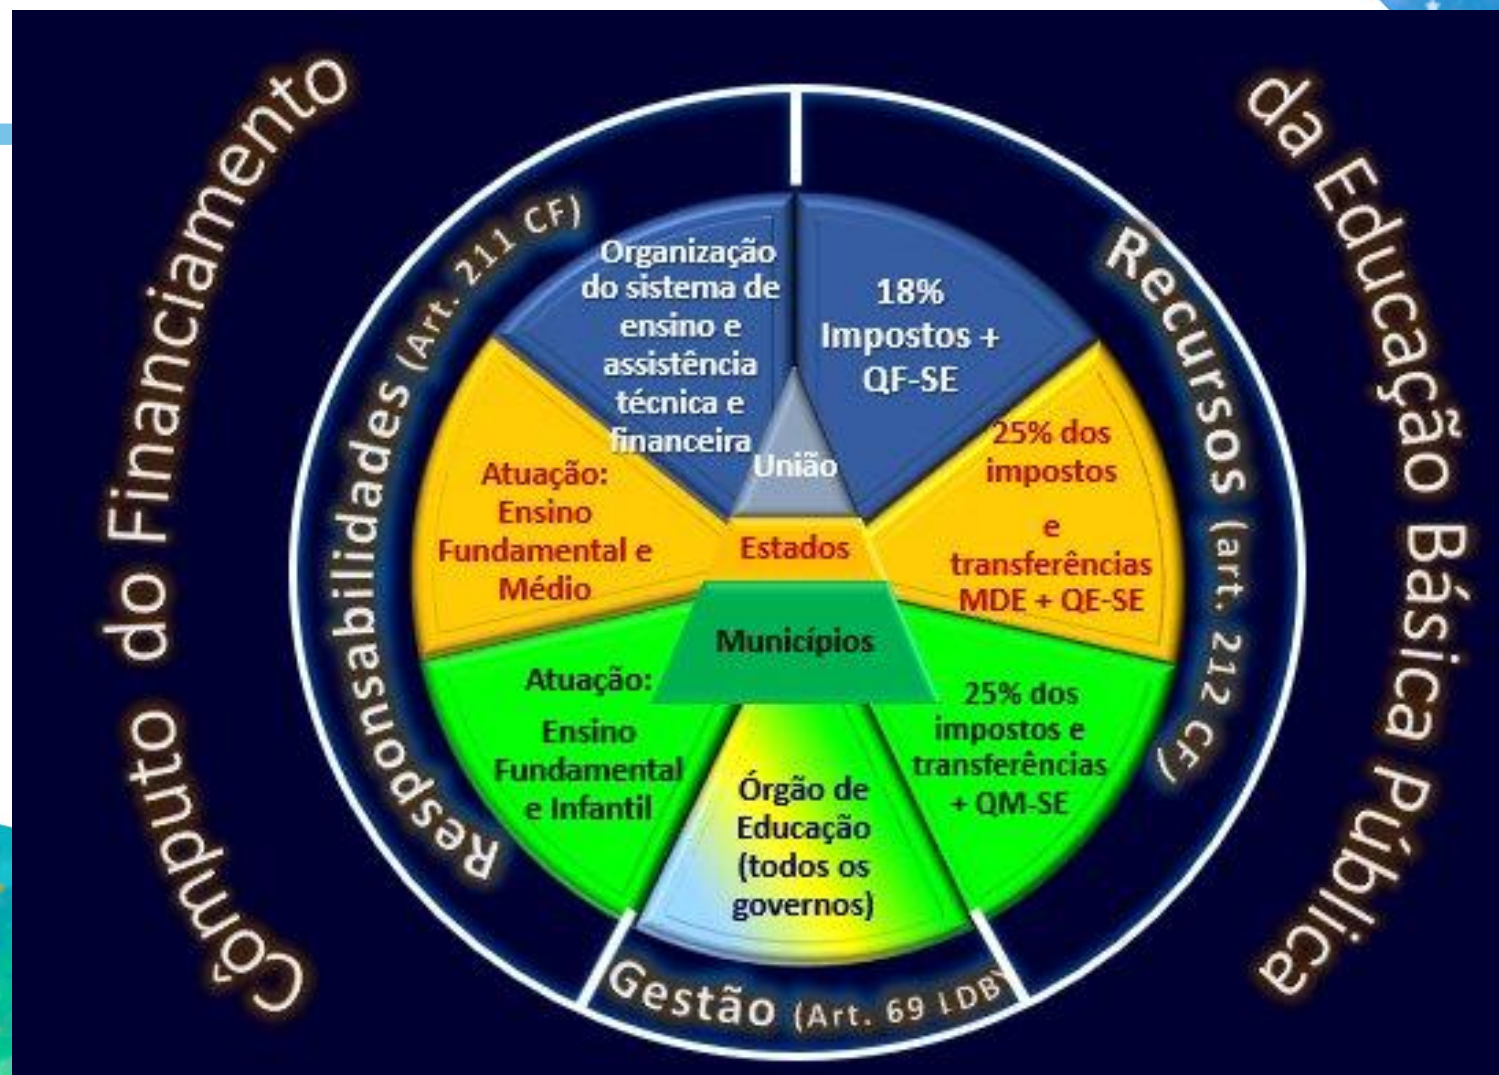 Cômputo do Financiamento
da Educação Básica Pública
Responsabilidades (Art. 211 CF)
Organização
do sistema de
ensino e
assistência
técnica e
financeira
Atuação:
Ensino
Fundamental e
Médio
Atuação:
Ensino
Fundamental
e Infantil
União
Estados
Municípios
Recursos (art. 212 CF)
18%
Impostos +
QF-SE
25% dos
impostos
e
transferências
MDE + QE-SE
25% dos
impostos e
transferências
+ QM-SE
Órgão de
Educação
(todos os
governos)
Gestão (Art. 69 LDB)